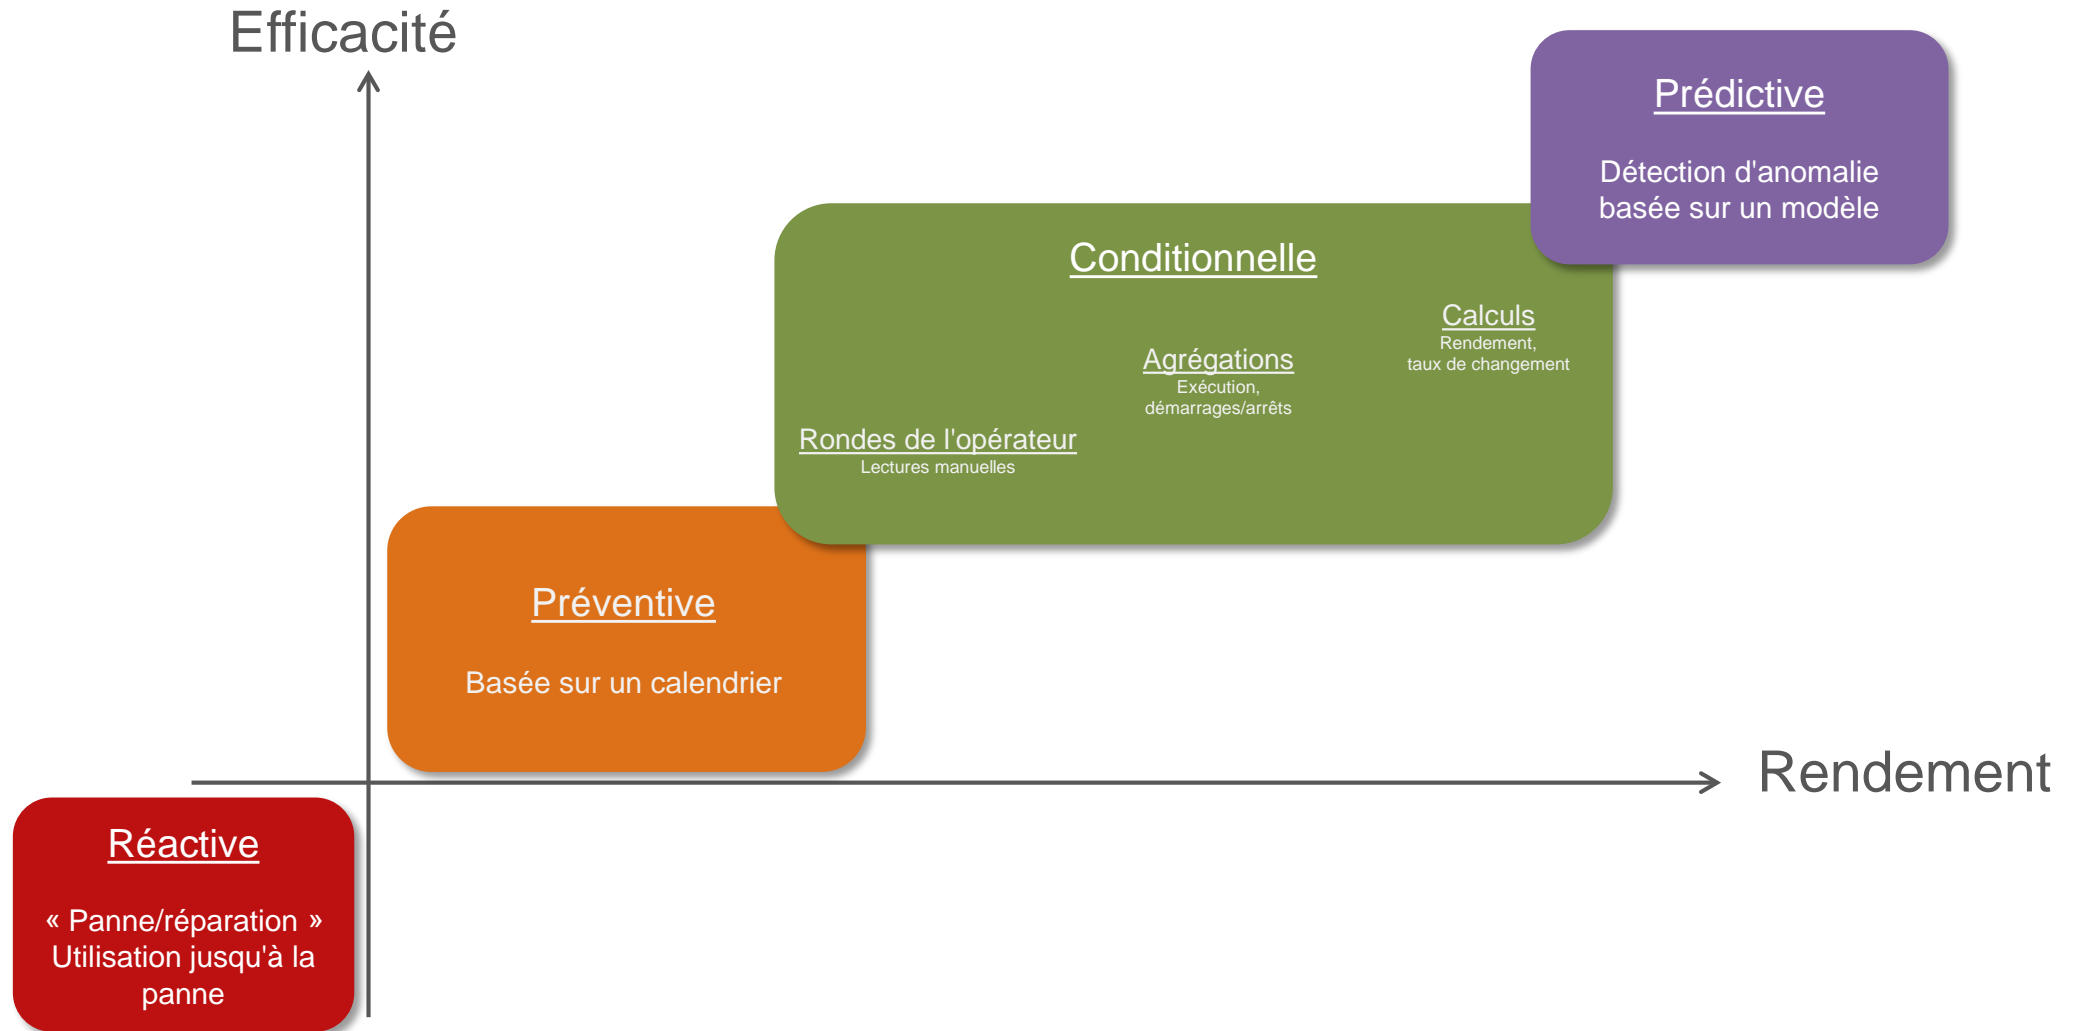 Efficacité
Prédictive
Détection d'anomalie
basée sur un modèle
Conditionnelle
Calculs
Rendement,
taux de changement
Agrégations
Exécution,
démarrages/arrêts
Rondes de l'opérateur
Lectures manuelles
Préventive
Basée sur un calendrier
Rendement
Réactive
« Panne/réparation »
Utilisation jusqu'à la
panne